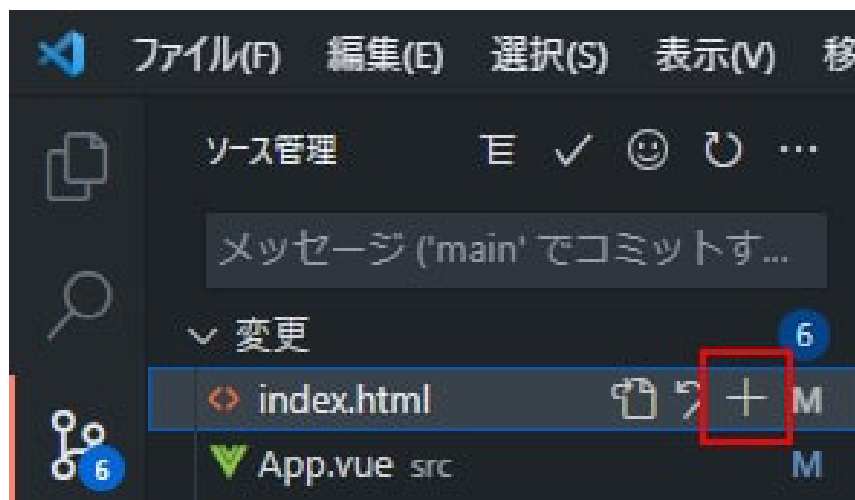 ファイル(F) 編集(E) 選択(S) 表示(V) 移
ソース管理
メッセージ ('main' でコミットす...
変更 6
index.html M
6 App.vue src M